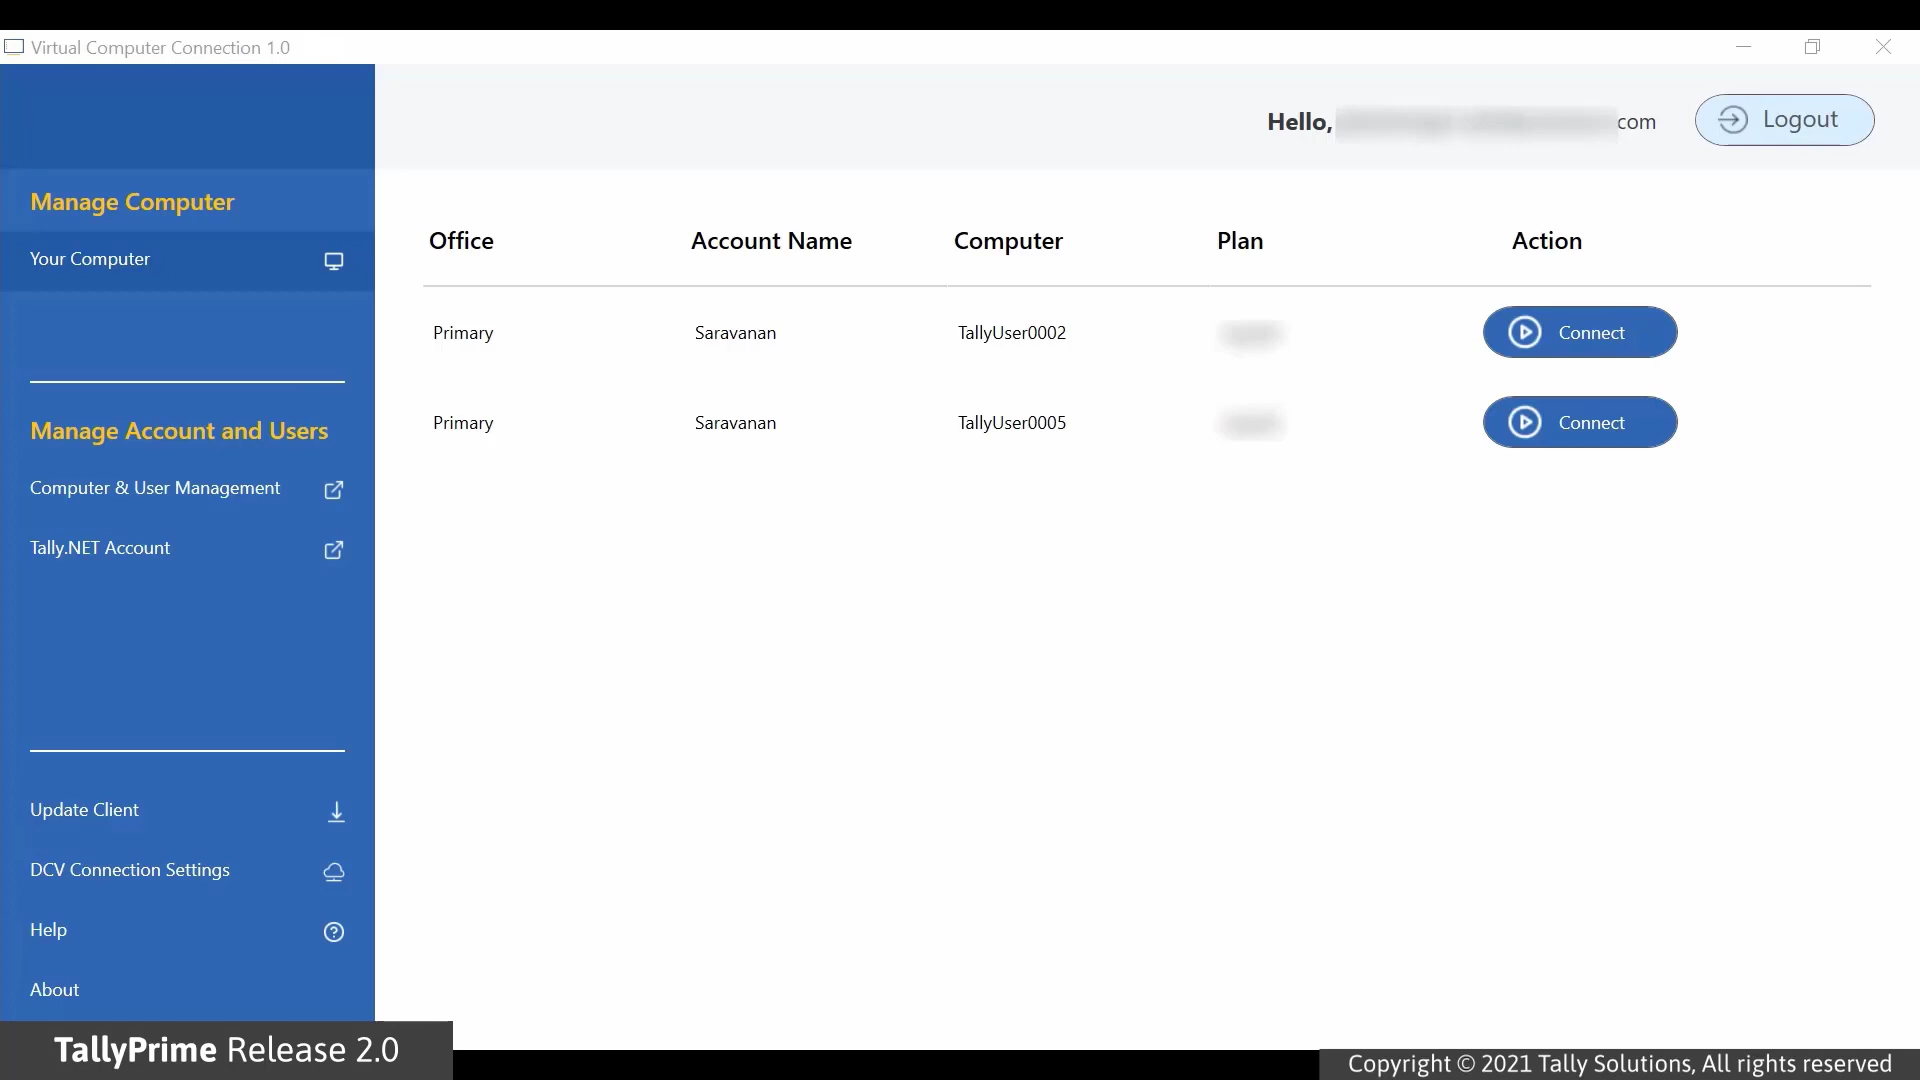 Virtual Computer Connection 1.0
Hello, com
Logout
Manage Computer
Your Computer
Manage Account and Users
Computer & User Management
Tally.NET Account
Update Client
DCV Connection Settings
Help
About
Office Account Name Computer Plan Action
Primary Saravanan TallyUser0002 Connect
Primary Saravanan TallyUser0005 Connect
TallyPrime Release 2.0
Copyright © 2021 Tally Solutions, All rights reserved